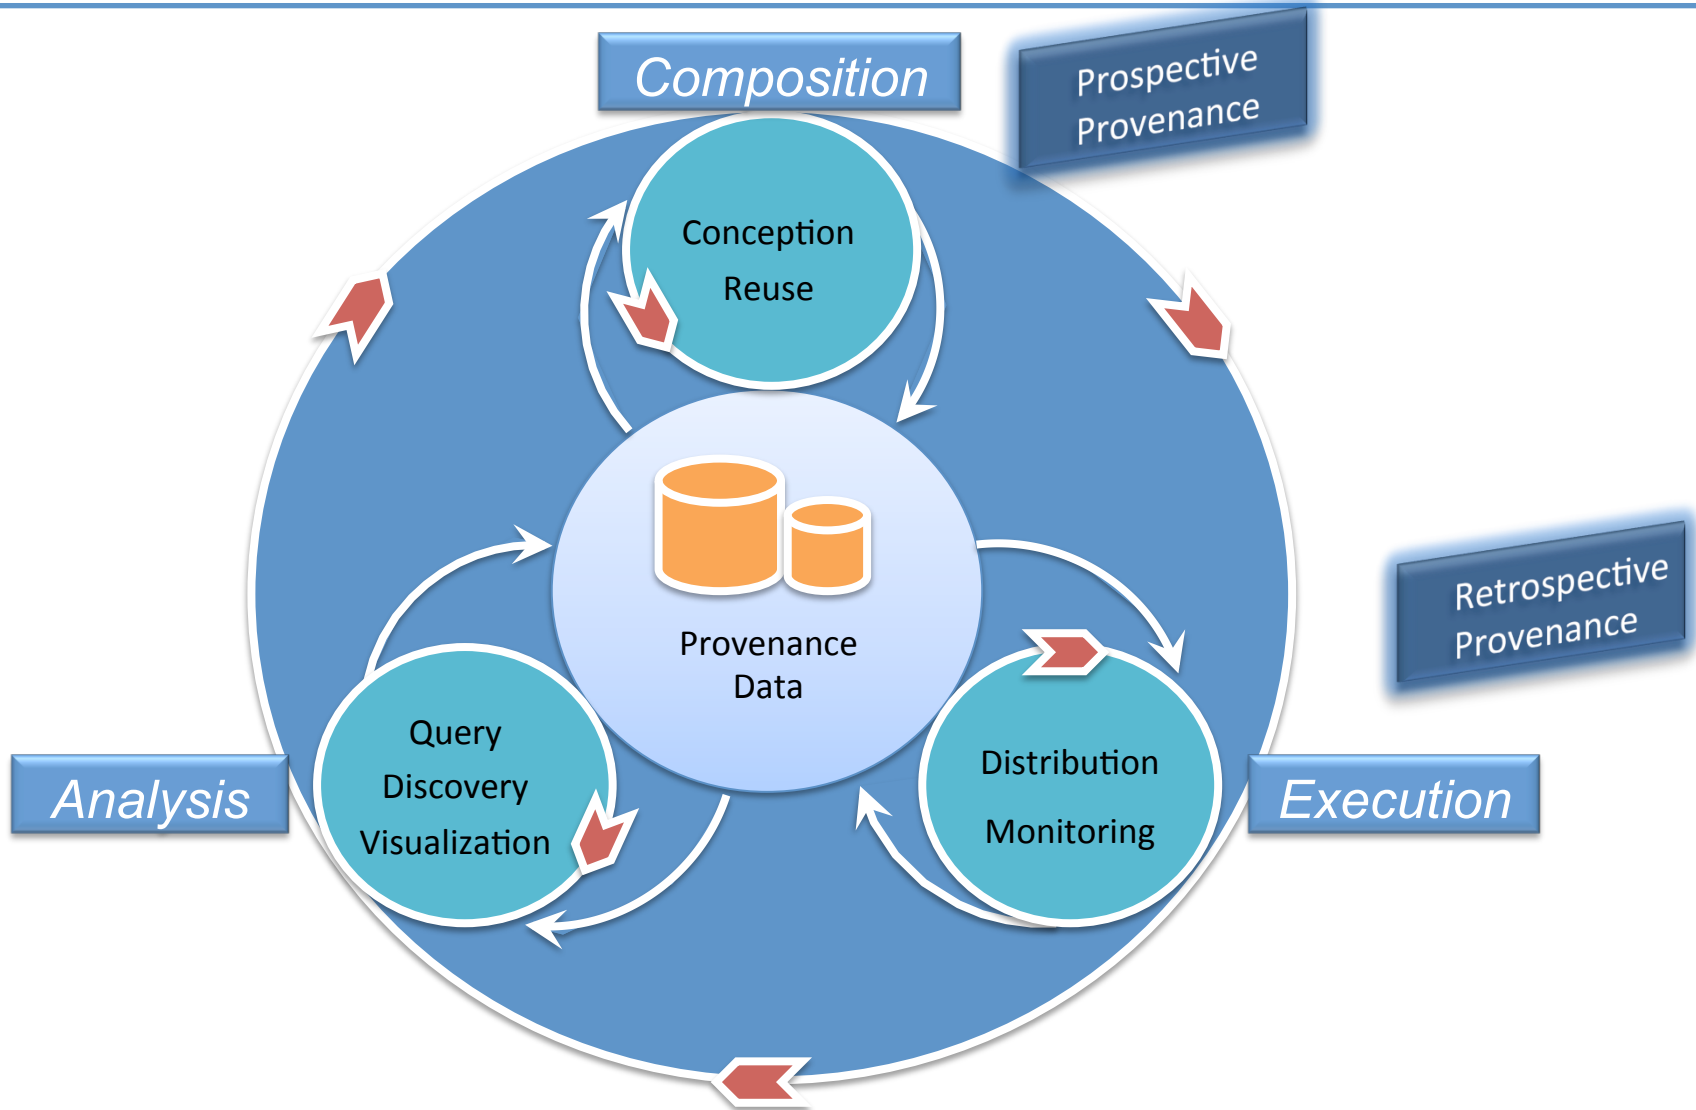 Composition
Prospective
Provenance
Conception
Reuse
Provenance
Data
Retrospective
Provenance
Analysis
Query
Discovery
Visualization
Distribution
Monitoring
Execution